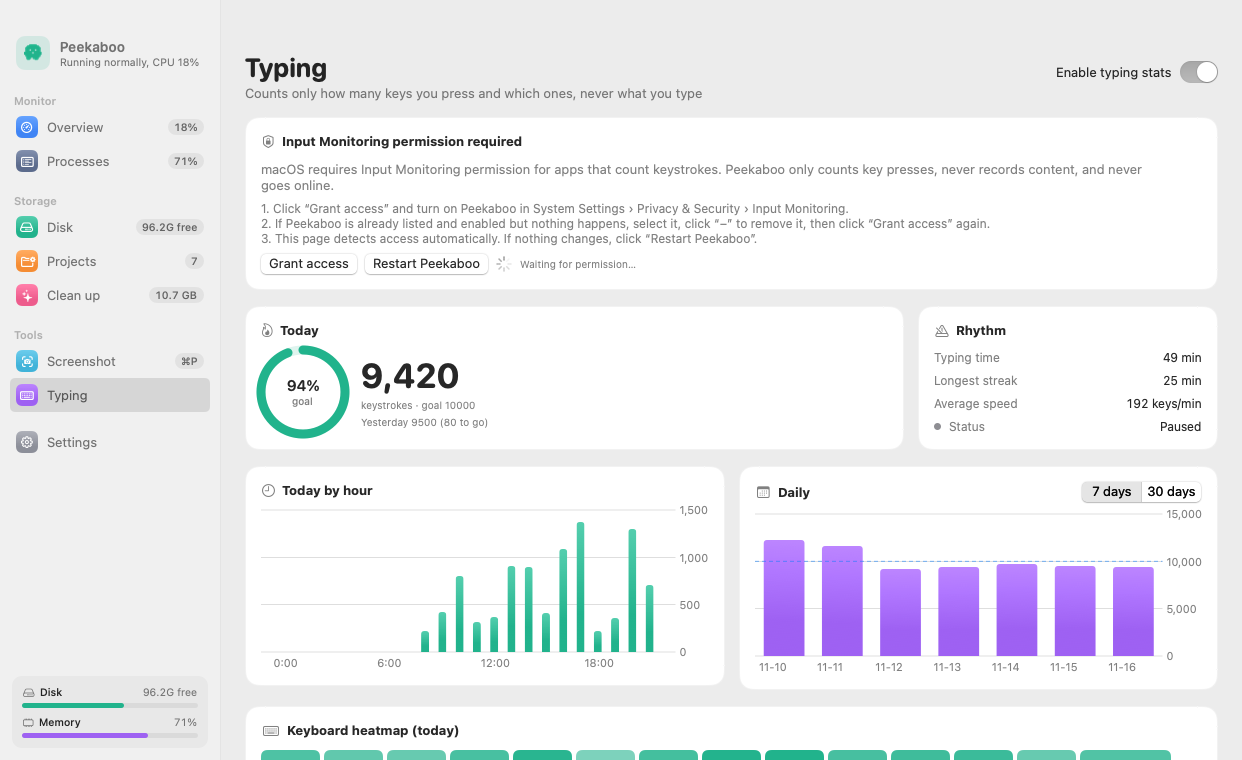 Peekaboo
Running normally, CPU 18%
Monitor
Overview 18%
Processes 71%
Storage
Disk 96.2G free
Projects 7
Clean up 10.7 GB
Tools
Screenshot ⌘P
Typing
Settings
Disk 96.2G free
Memory 71%
Typing
Counts only how many keys you press and which ones, never what you type
Enable typing stats
Input Monitoring permission required
macOS requires Input Monitoring permission for apps that count keystrokes. Peekaboo only counts key presses, never records content, and never
goes online.
1. Click “Grant access” and turn on Peekaboo in System Settings › Privacy & Security › Input Monitoring.
2. If Peekaboo is already listed and enabled but nothing happens, select it, click “−” to remove it, then click “Grant access” again.
3. This page detects access automatically. If nothing changes, click “Restart Peekaboo”.
Grant access Restart Peekaboo Waiting for permission…
Today
94%
goal
9,420
keystrokes · goal 10000
Yesterday 9500 (80 to go)
Rhythm
Typing time 49 min
Longest streak 25 min
Average speed 192 keys/min
Status Paused
Today by hour
1,500
1,000
500
0
0:00 6:00 12:00 18:00
Daily 7 days 30 days
15,000
10,000
5,000
0
11-10 11-11 11-12 11-13 11-14 11-15 11-16
Keyboard heatmap (today)